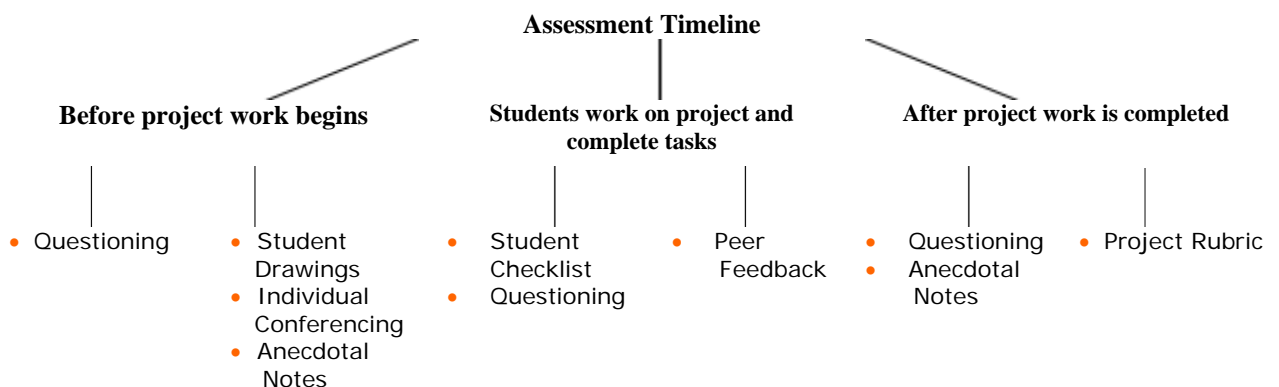 Assessment Timeline
Before project work begins
Students work on project and
complete tasks
After project work is completed
• Questioning
• Student
Drawings
• Individual
Conferencing
• Anecdotal
Notes
• Student
Checklist
• Questioning
• Peer
Feedback
• Questioning
• Anecdotal
Notes
• Project Rubric